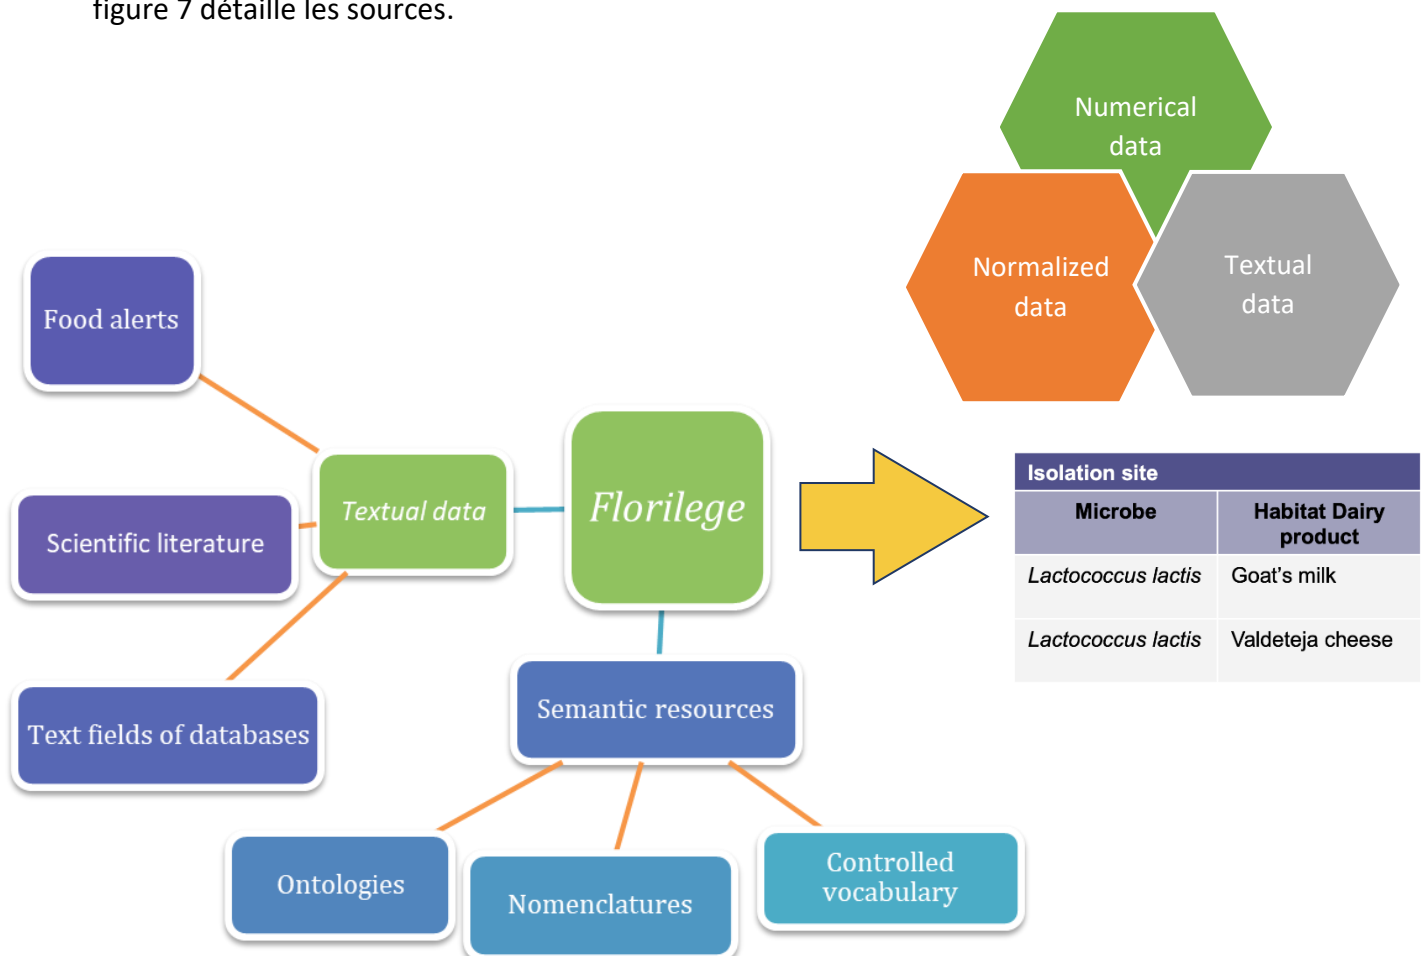 figure 7 détaille les sources.
Numerical
data
Normalized
data
Textual
data
Food alerts
Scientific literature
Text fields of databases
Textual data
Florilege
Semantic resources
Ontologies
Nomenclatures
Controlled
vocabulary
Isolation site
Microbe
Habitat Dairy
product
Lactococcus lactis
Goat's milk
Lactococcus lactis
Valdeteja cheese